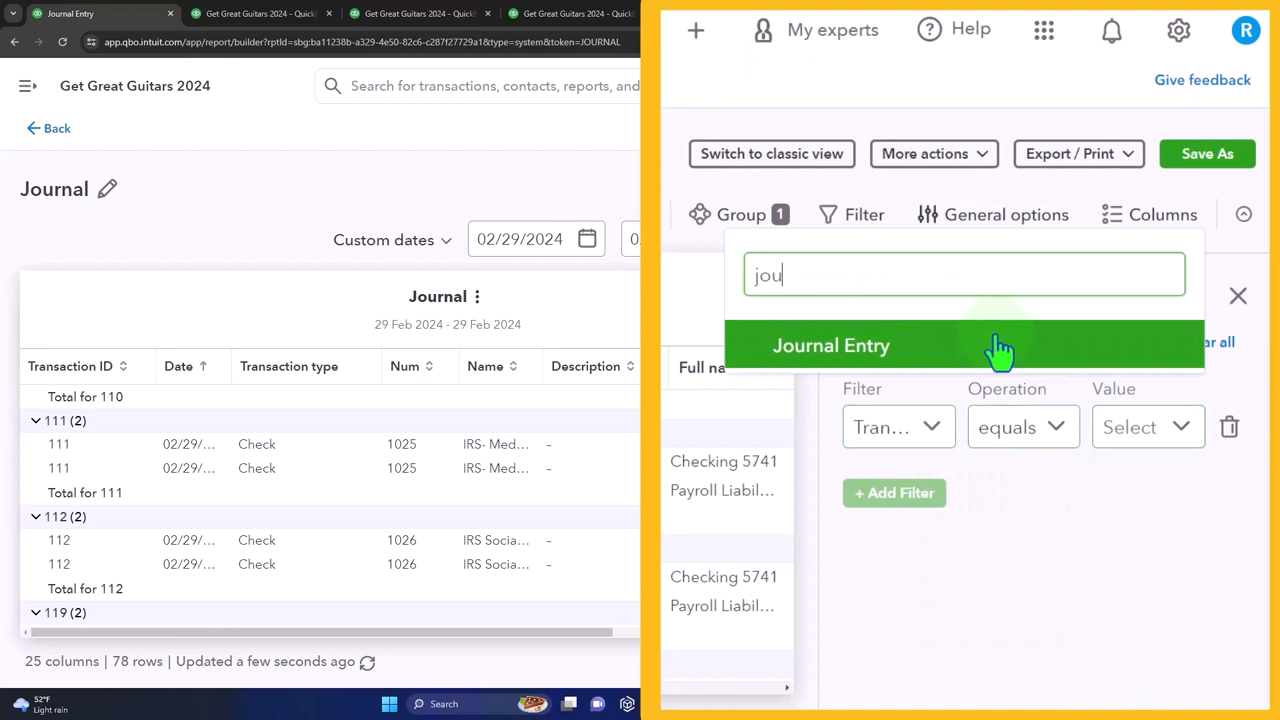 Journal Entry
Get Great Guitars 2024 - Quick
Get Great Guitars 2024 - Quick
Get Great Guitars 2024 - Quick
app.qbo.intuit.com/app/report/builder?rptId=sbg:ba11238b-a329-4e50-82c6-c287f27729a1&type=system&token=JOURNAL
Get Great Guitars 2024
Search for transactions, contacts, reports, and
Back
Journal
Custom dates
02/29/2024
0
Journal
29 Feb 2024 - 29 Feb 2024
Transaction ID Date Transaction type Num Name Description
Total for 110
111 (2)
111 02/29/... Check 1025 IRS- Med... –
111 02/29/... Check 1025 IRS- Med... –
Total for 111
112 (2)
112 02/29/... Check 1026 IRS Socia... –
112 02/29/... Check 1026 IRS Socia... –
Total for 112
119 (2)
25 columns | 78 rows | Updated a few seconds ago
52°F
Light rain
Search
My experts
Help
R
Give feedback
Switch to classic view
More actions
Export / Print
Save As
Group 1
Filter
General options
Columns
jou
Journal Entry
ar all
Full na
Filter Operation Value
Tran... equals Select
+ Add Filter
Checking 5741
Payroll Liabil...
Checking 5741
Payroll Liabil...